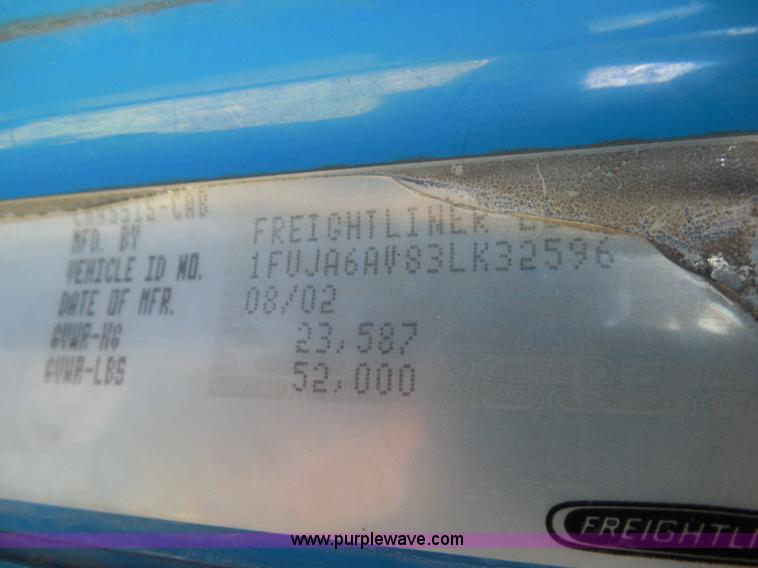 CHASSIS-CAB
MFD. BY FREIGHTLINER
VEHICLE ID NO. 1FUJA6AV83LK32596
DATE OF MFR. 08/02
GVWR-KG 23,587
GVWR-LBS 52,000
FREIGHTLI
www.purplewave.com